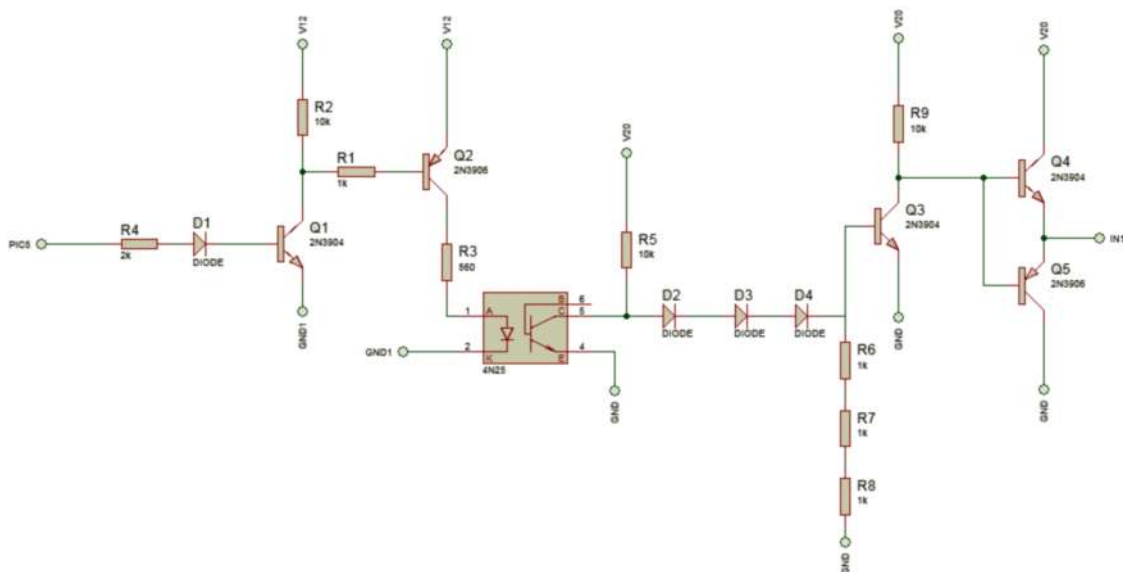 V12
V12
V20
V20
R2
10k
R9
10k
V20
R1
1k
Q2
2N3906
Q4
2N3904
Q1
2N3904
Q3
2N3904
R4
2k
D1
DIODE
PIC5
R5
10k
IN1
R3
560
Q5
2N3906
GND1
1
A
B
6
C
5
D2
DIODE
D3
DIODE
D4
DIODE
GND
GND1
2
K
E
4
4N25
R6
1k
GND
GND
R7
1k
R8
1k
GND